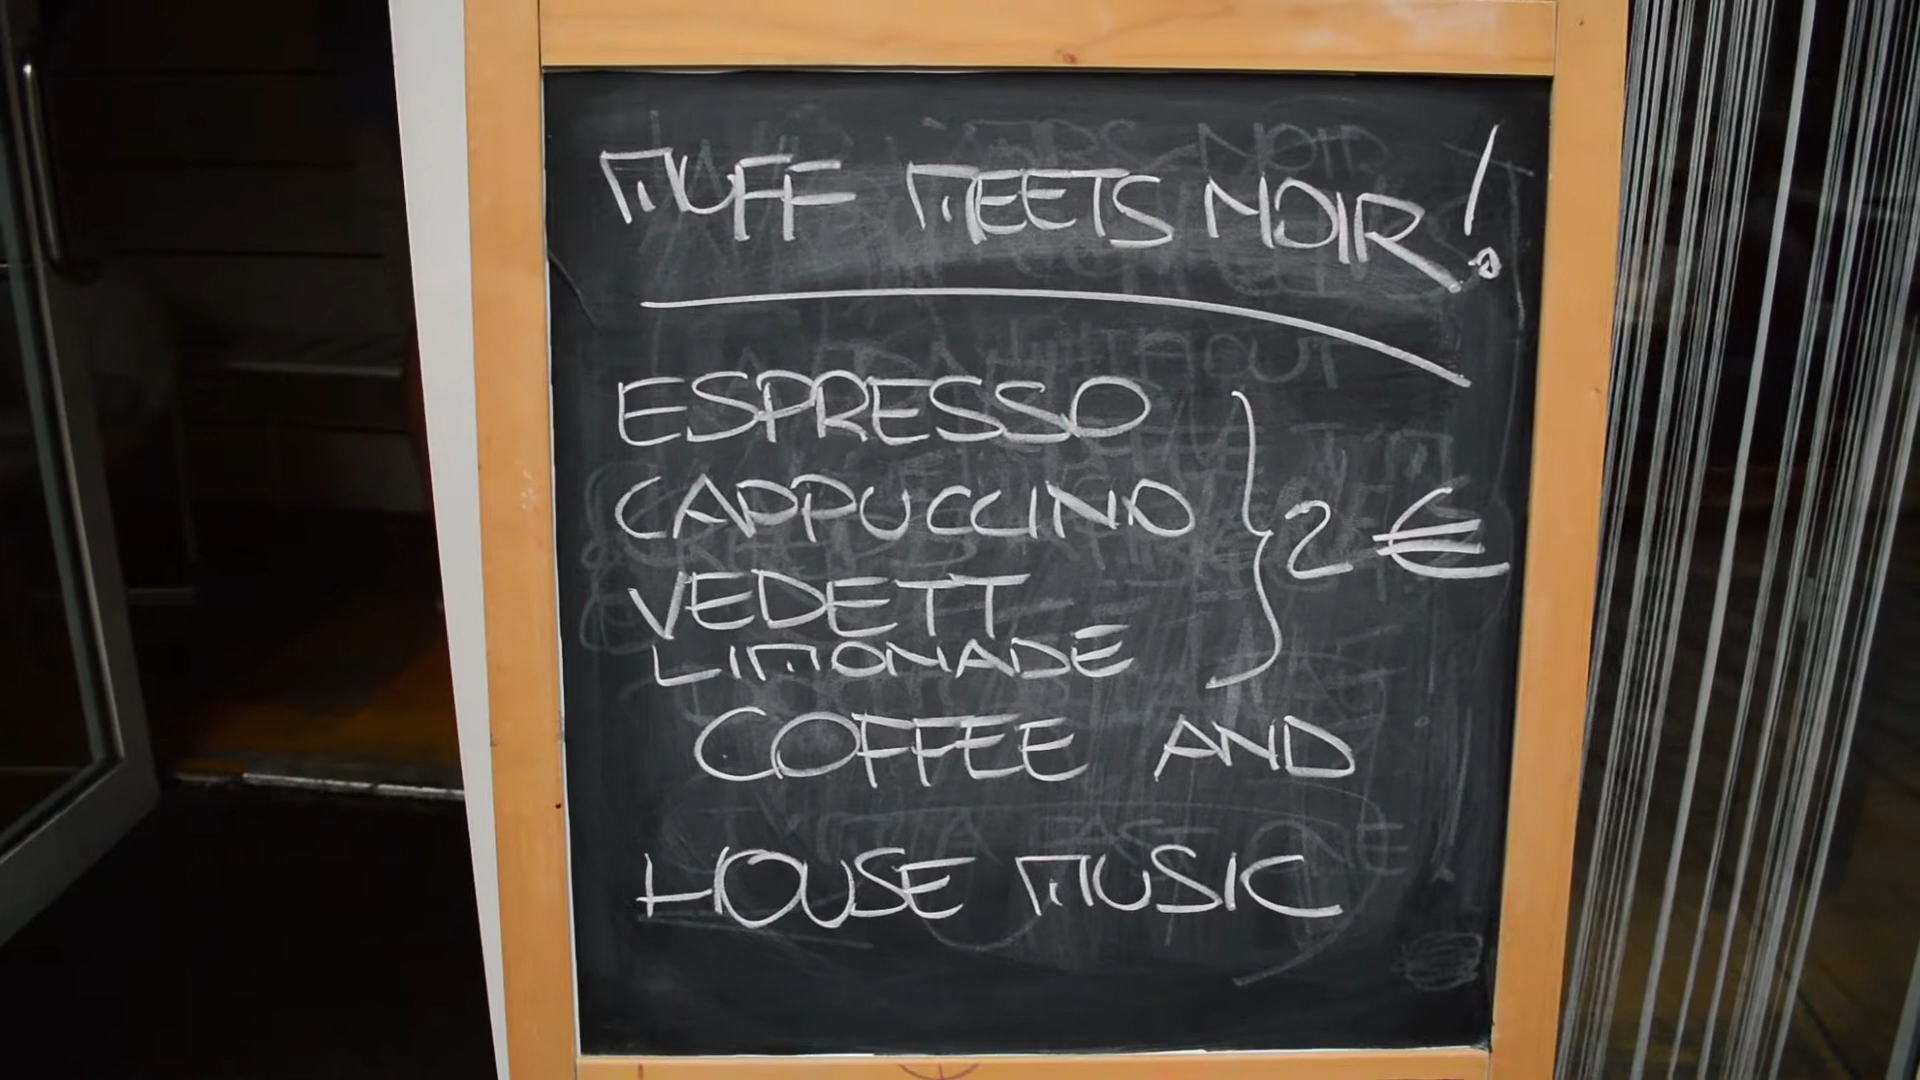 MUFF MEETS NOIR!
ESPRESSO
CAPPUCCINO
VEDETT
LIMONADE
2 €
COFFEE AND
HOUSE MUSIC